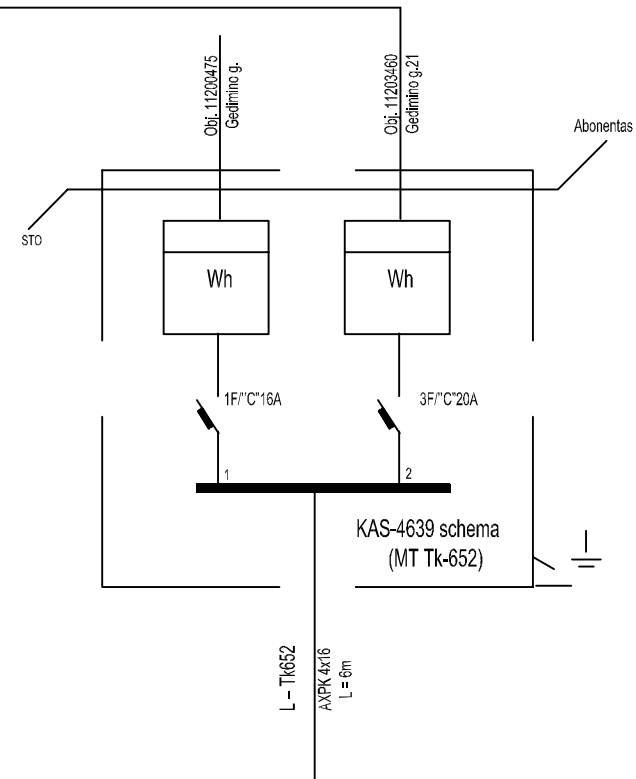 Obj. 11200475
Gedimino g.
Obj. 11203460
Gedimino g.21
Abonentas
STO
Wh
Wh
1F/"C"16A
3F/"C"20A
1
2
KAS-4639 schema
(MT Tk-652)
L – Tk652
AXPK 4x16
L = 6m